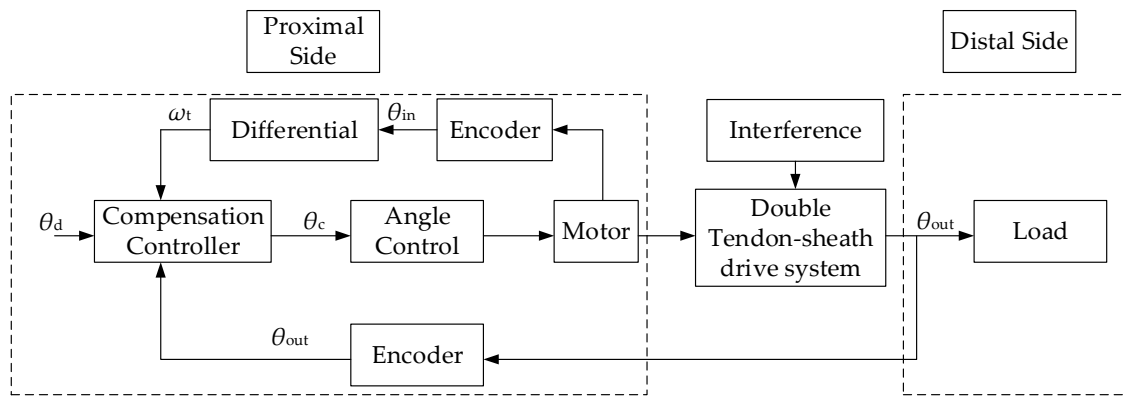 Proximal
Side
Distal Side
ωt
Differential
θin
Encoder
Interference
θd
Compensation
Controller
θc
Angle
Control
Motor
Double
Tendon-sheath
drive system
θout
Load
θout
Encoder